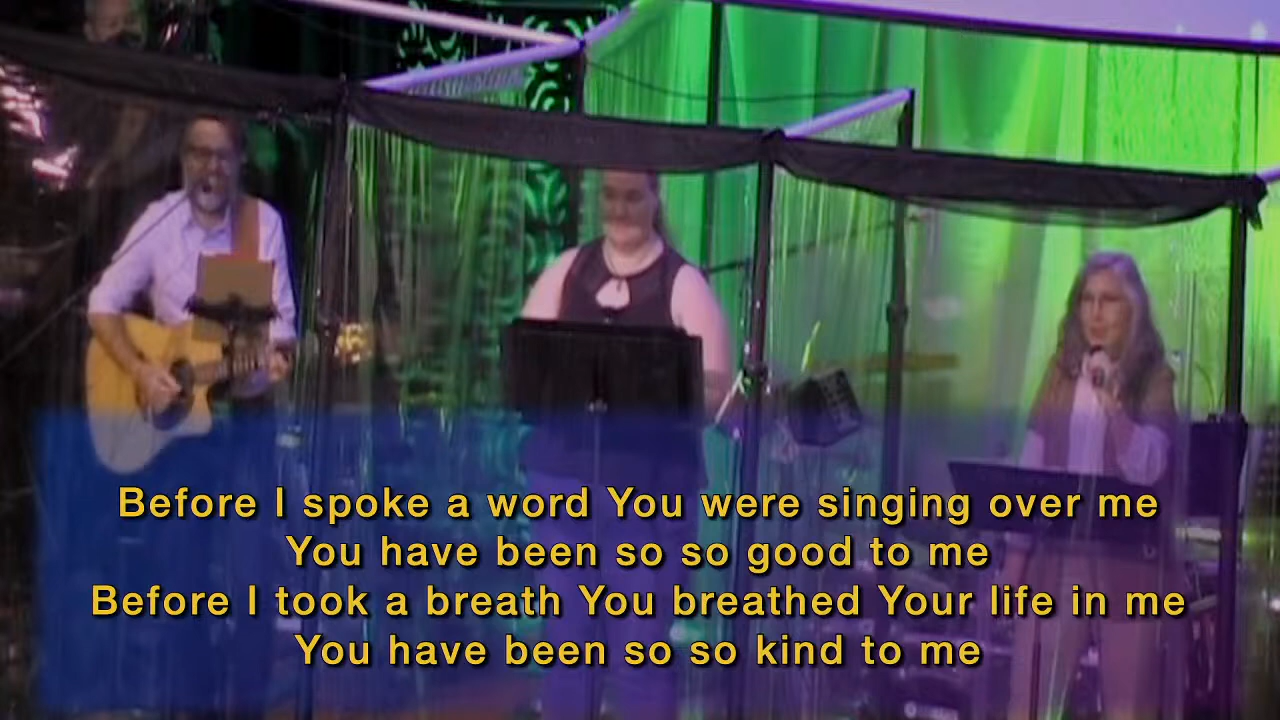 Before I spoke a word You were singing over me
You have been so so good to me
Before I took a breath You breathed Your life in me
You have been so so kind to me